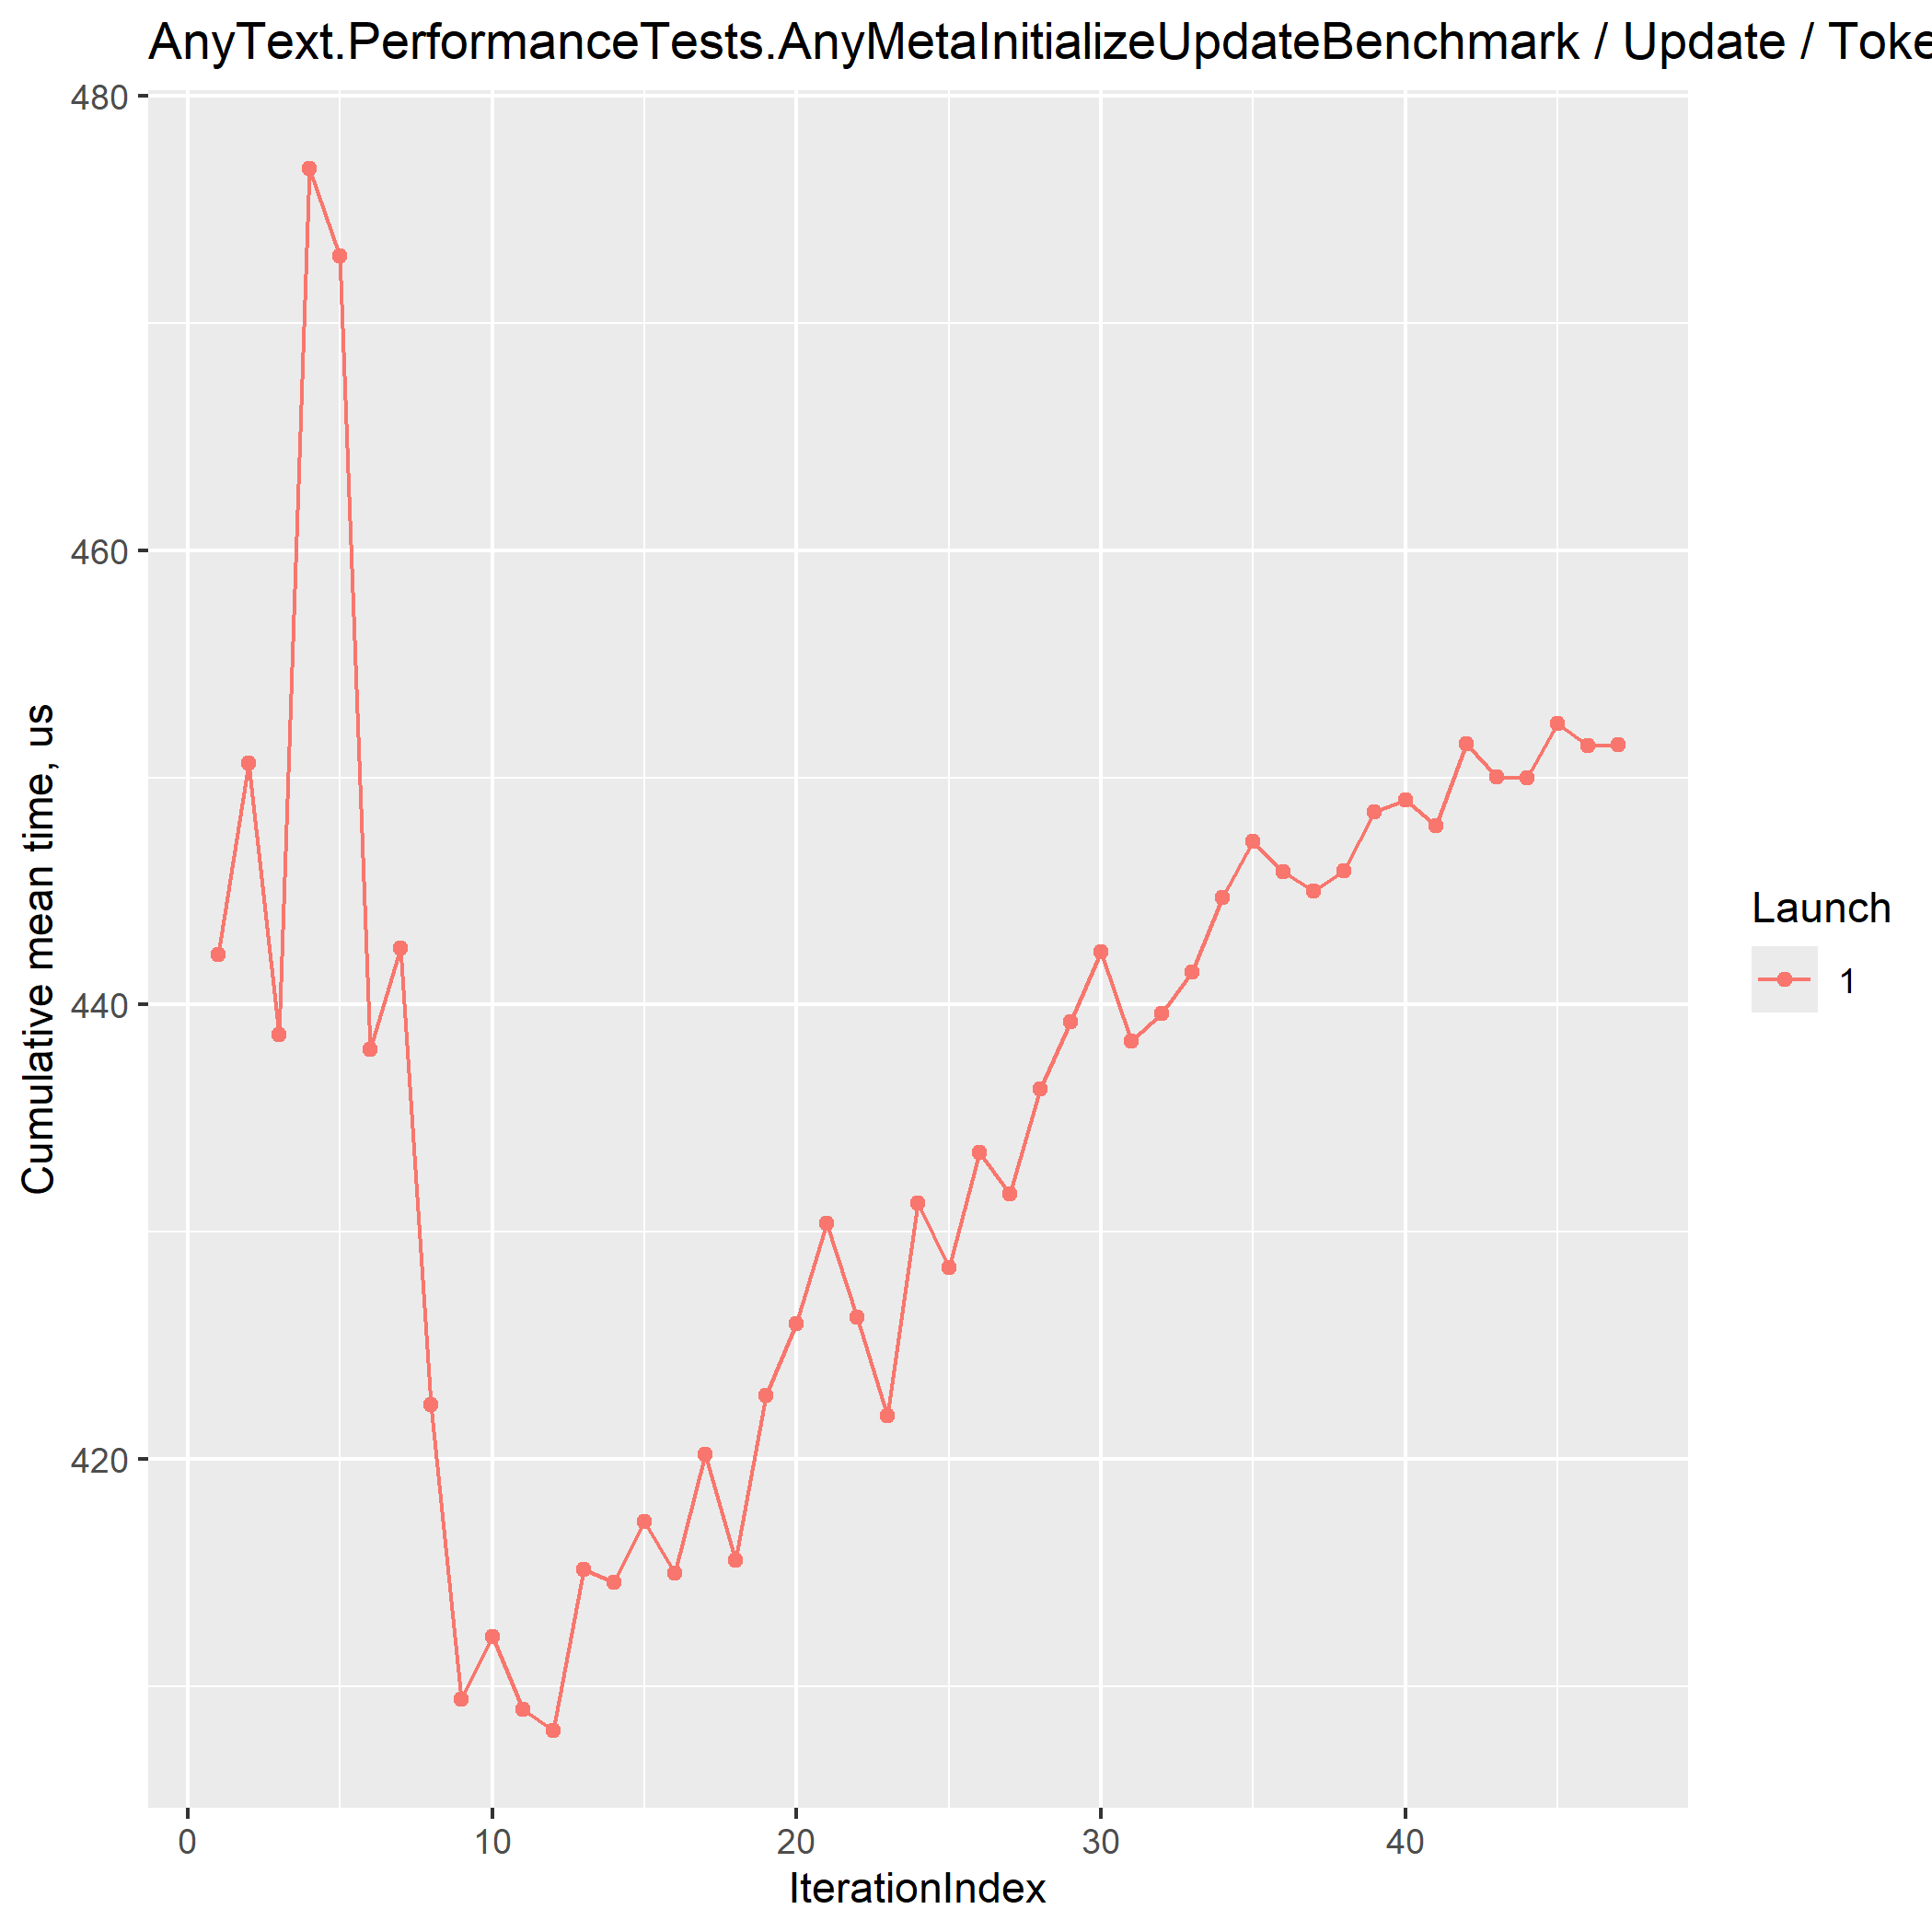 AnyText.PerformanceTests.AnyMetaInitializeUpdateBenchmark / Update / Toke
480
460
440
420
Cumulative mean time, us
0 10 20 30 40
IterationIndex
Launch
1